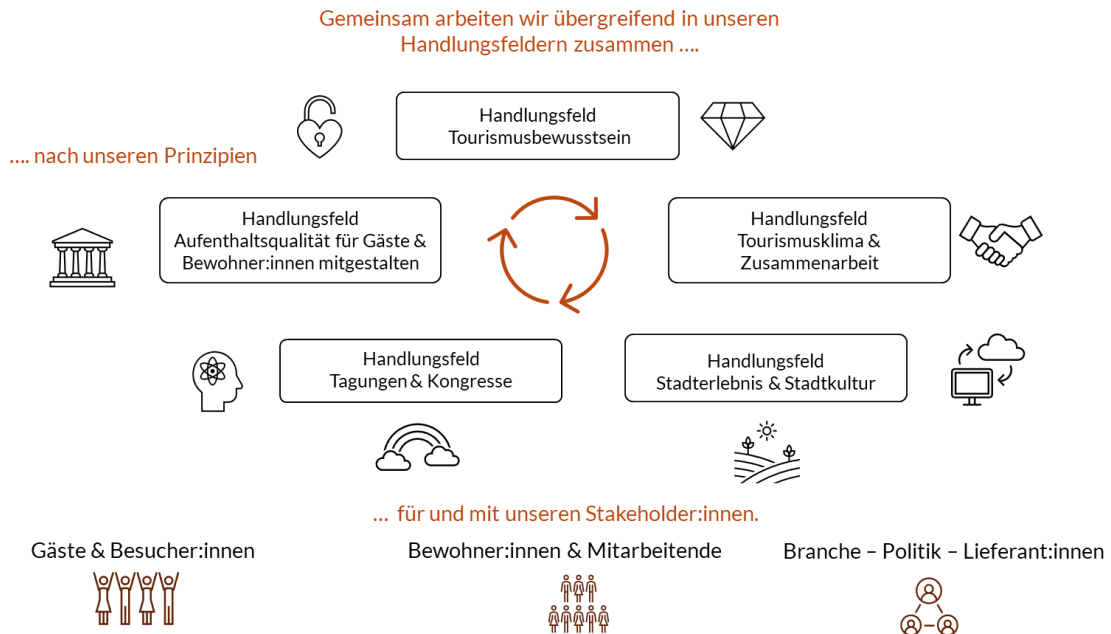 Gemeinsam arbeiten wir übergreifend in unseren
Handlungsfeldern zusammen ….
Handlungsfeld
Tourismusbewusstsein
…. nach unseren Prinzipien
Handlungsfeld
Aufenthaltsqualität für Gäste &
Bewohner:innen mitgestalten
Handlungsfeld
Tourismusklima &
Zusammenarbeit
Handlungsfeld
Tagungen & Kongresse
Handlungsfeld
Stadterlebnis & Stadtkultur
… für und mit unseren Stakeholder:innen.
Gäste & Besucher:innen
Bewohner:innen & Mitarbeitende
Branche – Politik – Lieferant:innen